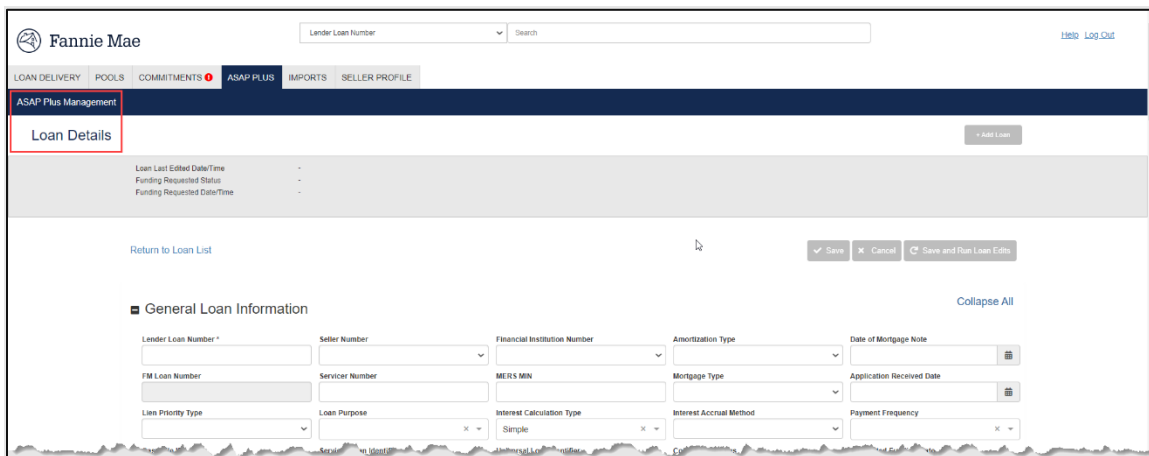 Fannie Mae
Lender Loan Number Search
Help Log Out
LOAN DELIVERY POOLS COMMITMENTS ASAP PLUS IMPORTS SELLER PROFILE
ASAP Plus Management
Loan Details + Add Loan
Loan Last Edited Date/Time -
Funding Requested Status -
Funding Requested Date/Time -
Return to Loan List Save Cancel Save and Run Loan Edits
General Loan Information Collapse All
Lender Loan Number * Seller Number Financial Institution Number Amortization Type Date of Mortgage Note
FM Loan Number Servicer Number MERS MIN Mortgage Type Application Received Date
Lien Priority Type Loan Purpose Interest Calculation Type Interest Accrual Method Payment Frequency
Simple